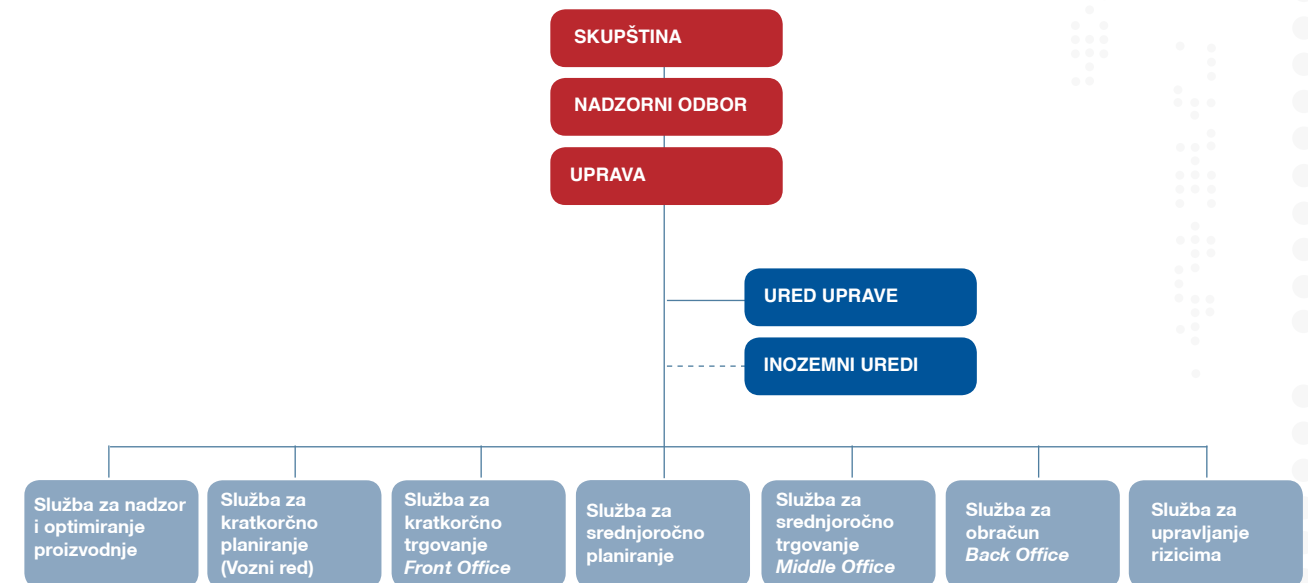 SKUPŠTINA
NADZORNI ODBOR
UPRAVA
URED UPRAVE
INOZEMNI UREDI
Služba za nadzor
i optimiranje
proizvodnje
Služba za
kratkorčno
planiranje
(Vozni red)
Služba za
kratkorčno
trgovanje
Front Office
Služba za
srednjoročno
planiranje
Služba za
srednjoročno
trgovanje
Middle Office
Služba za
obračun
Back Office
Služba za
upravljanje
rizicima